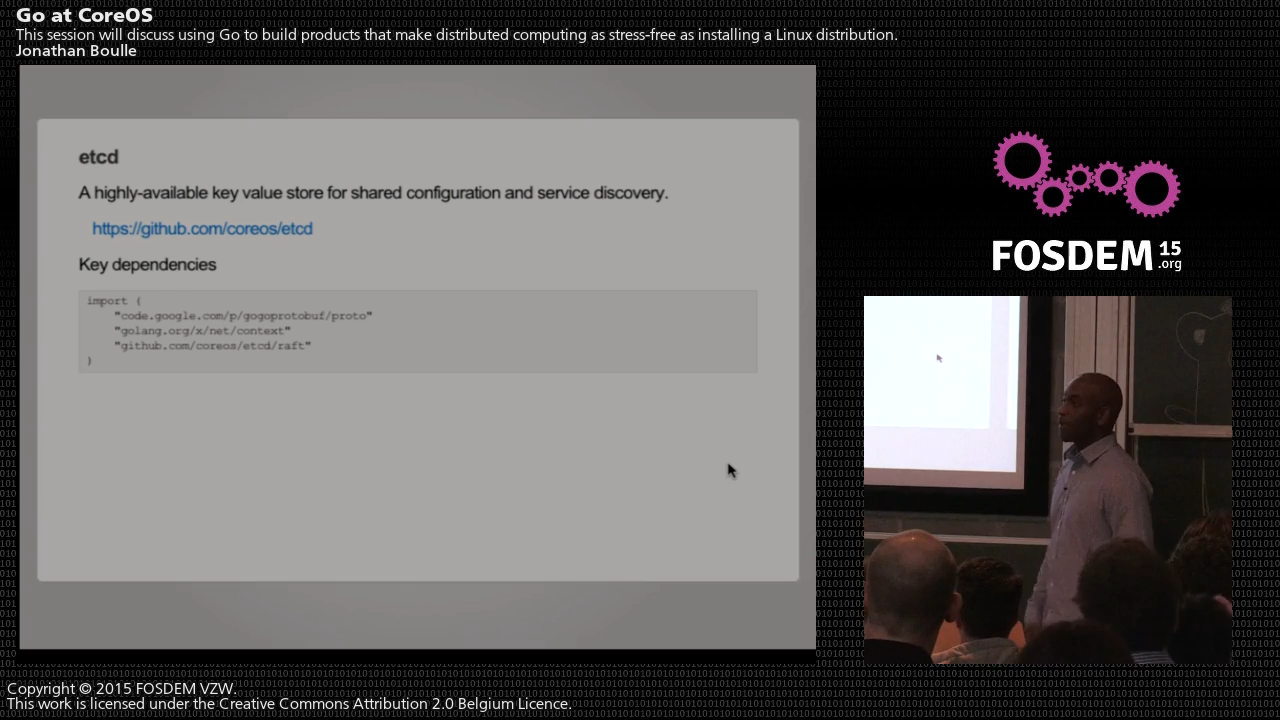 Go at CoreOS
This session will discuss using Go to build products that make distributed computing as stress-free as installing a Linux distribution.
Jonathan Boulle
etcd
A highly-available key value store for shared configuration and service discovery.
https://github.com/coreos/etcd
Key dependencies
import (
"code.google.com/p/gogoprotobuf/proto"
"golang.org/x/net/context"
"github.com/coreos/etcd/raft"
)
FOSDEM 15
.org
Copyright © 2015 FOSDEM VZW.
This work is licensed under the Creative Commons Attribution 2.0 Belgium Licence.